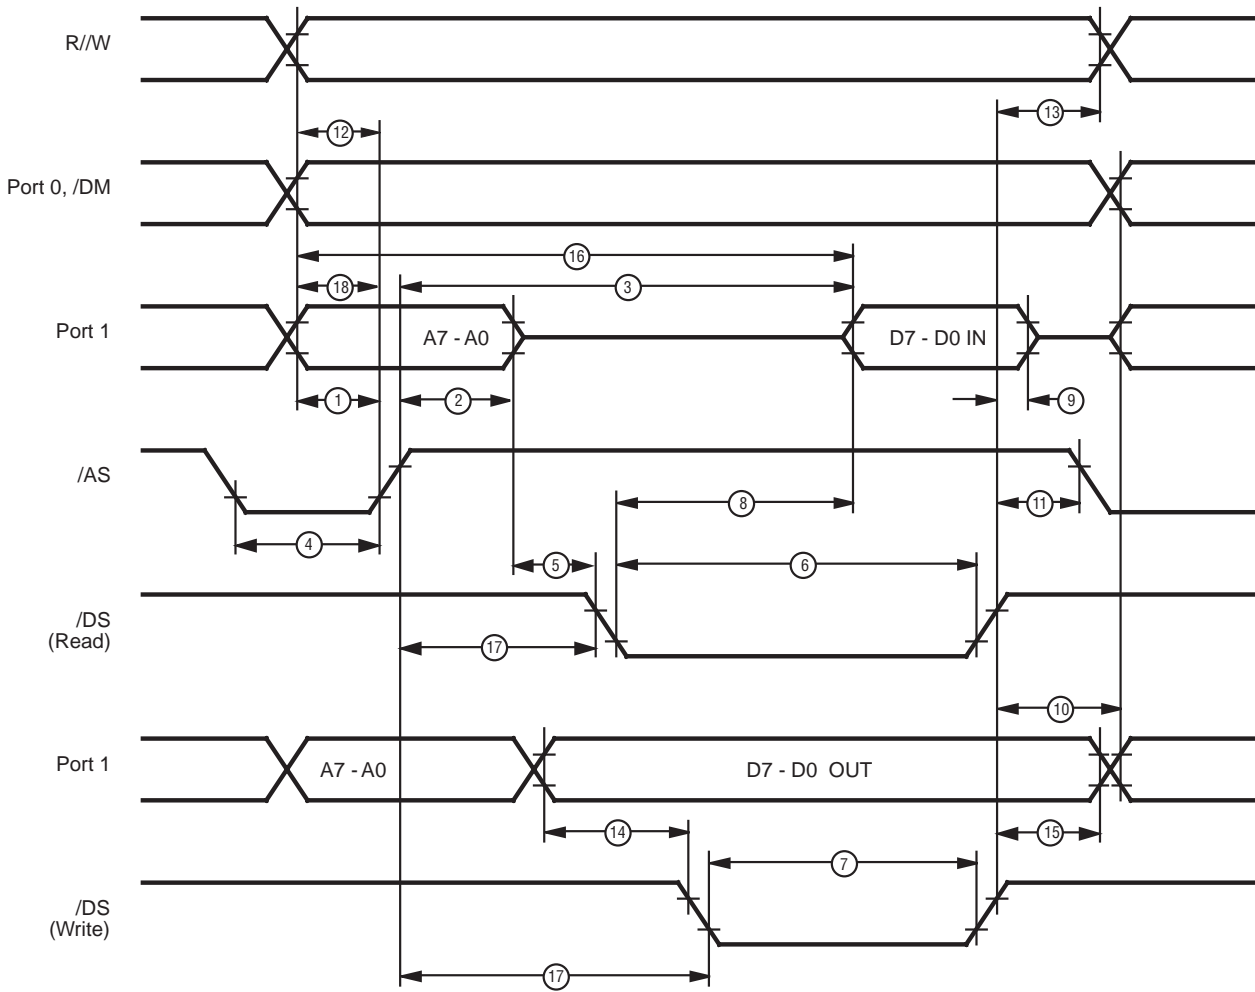 R//W
13
12
Port 0, /DM
16
18
3
Port 1
A7 - A0
D7 - D0 IN
1
2
9
/AS
8
11
4
5
6
/DS
(Read)
17
10
Port 1
A7 - A0
D7 - D0 OUT
14
15
7
/DS
(Write)
17